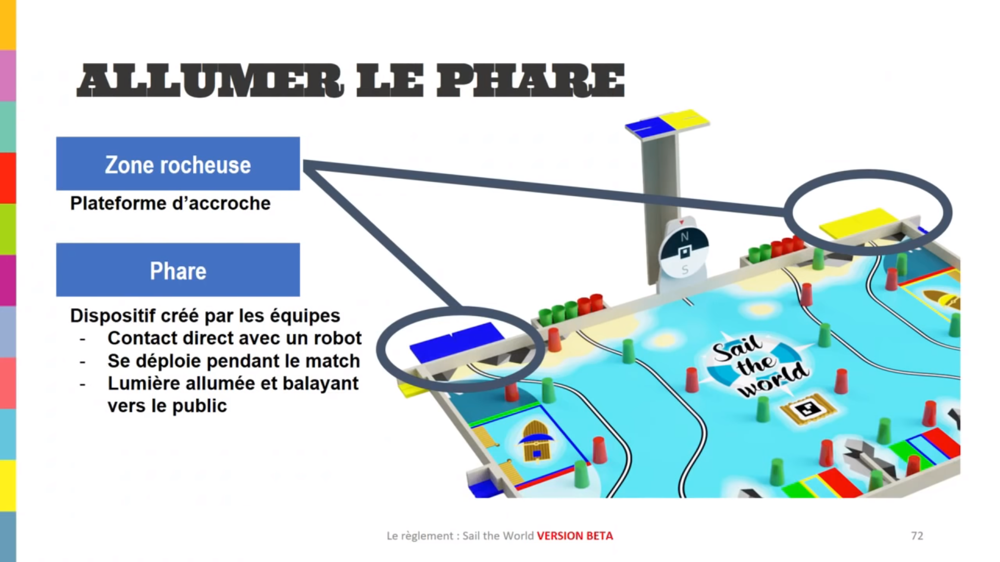 ALLUMER LE PHARE
Zone rocheuse
Plateforme d'accroche
Phare
Dispositif créé par les équipes
- Contact direct avec un robot
- Se déploie pendant le match
- Lumière allumée et balayant
vers le public
N
S
Sail
the
world
Le règlement : Sail the World VERSION BETA
72